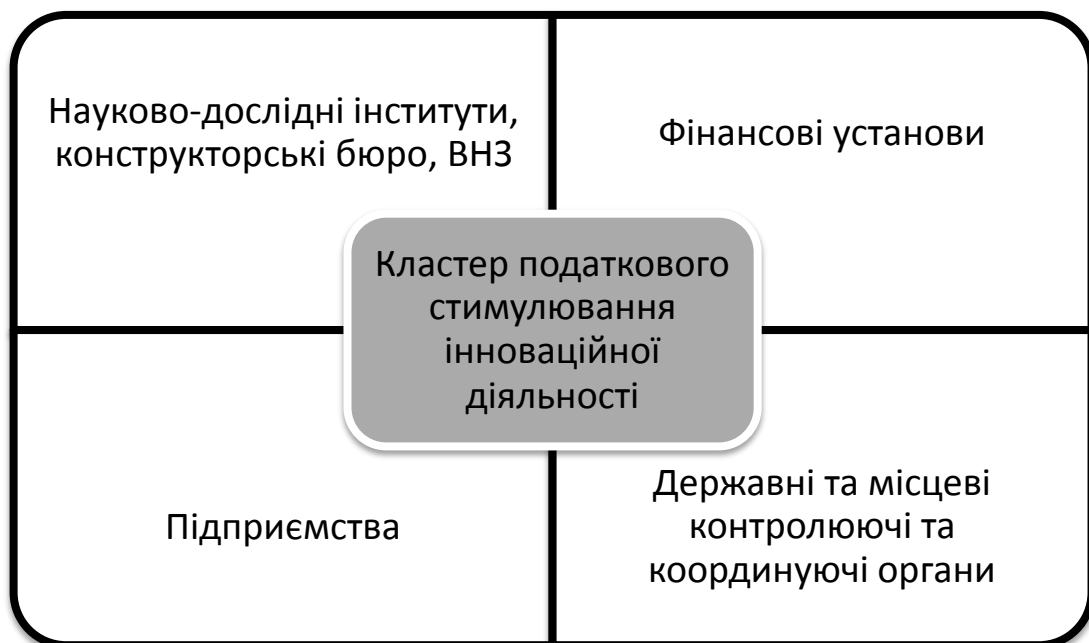 Науково-дослідні інститути,
конструкторські бюро, ВНЗ
Фінансові установи
Кластер податкового
стимулювання
інноваційної
діяльності
Підприємства
Державні та місцеві
контролюючі та
координуючі органи